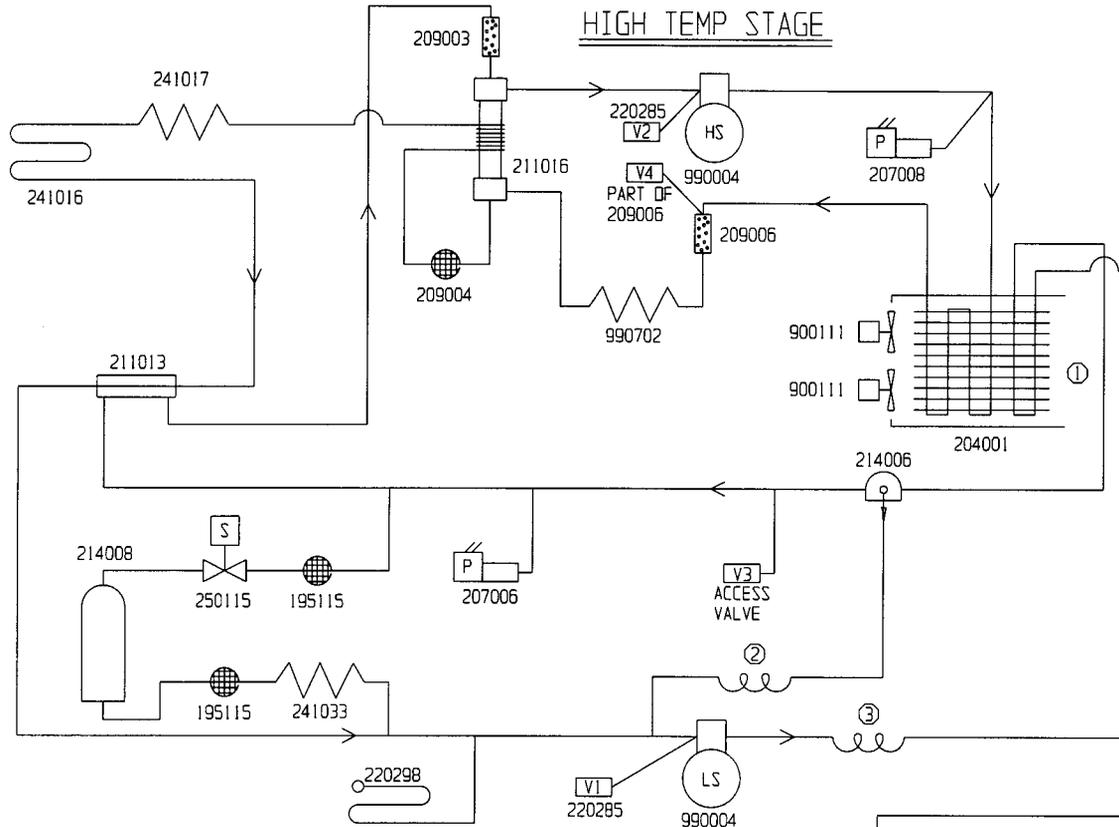 HIGH TEMP STAGE
209003
241017
220285
V2
HS
P
207008
241016
211016
V4
PART OF
209006
990004
209006
209004
990702
900111
211013
900111
1
204001
214006
S
214008
P
V3
250115
195115
207006
ACCESS
VALVE
2
195115
241033
3
220298
V1
LS
220285
990004